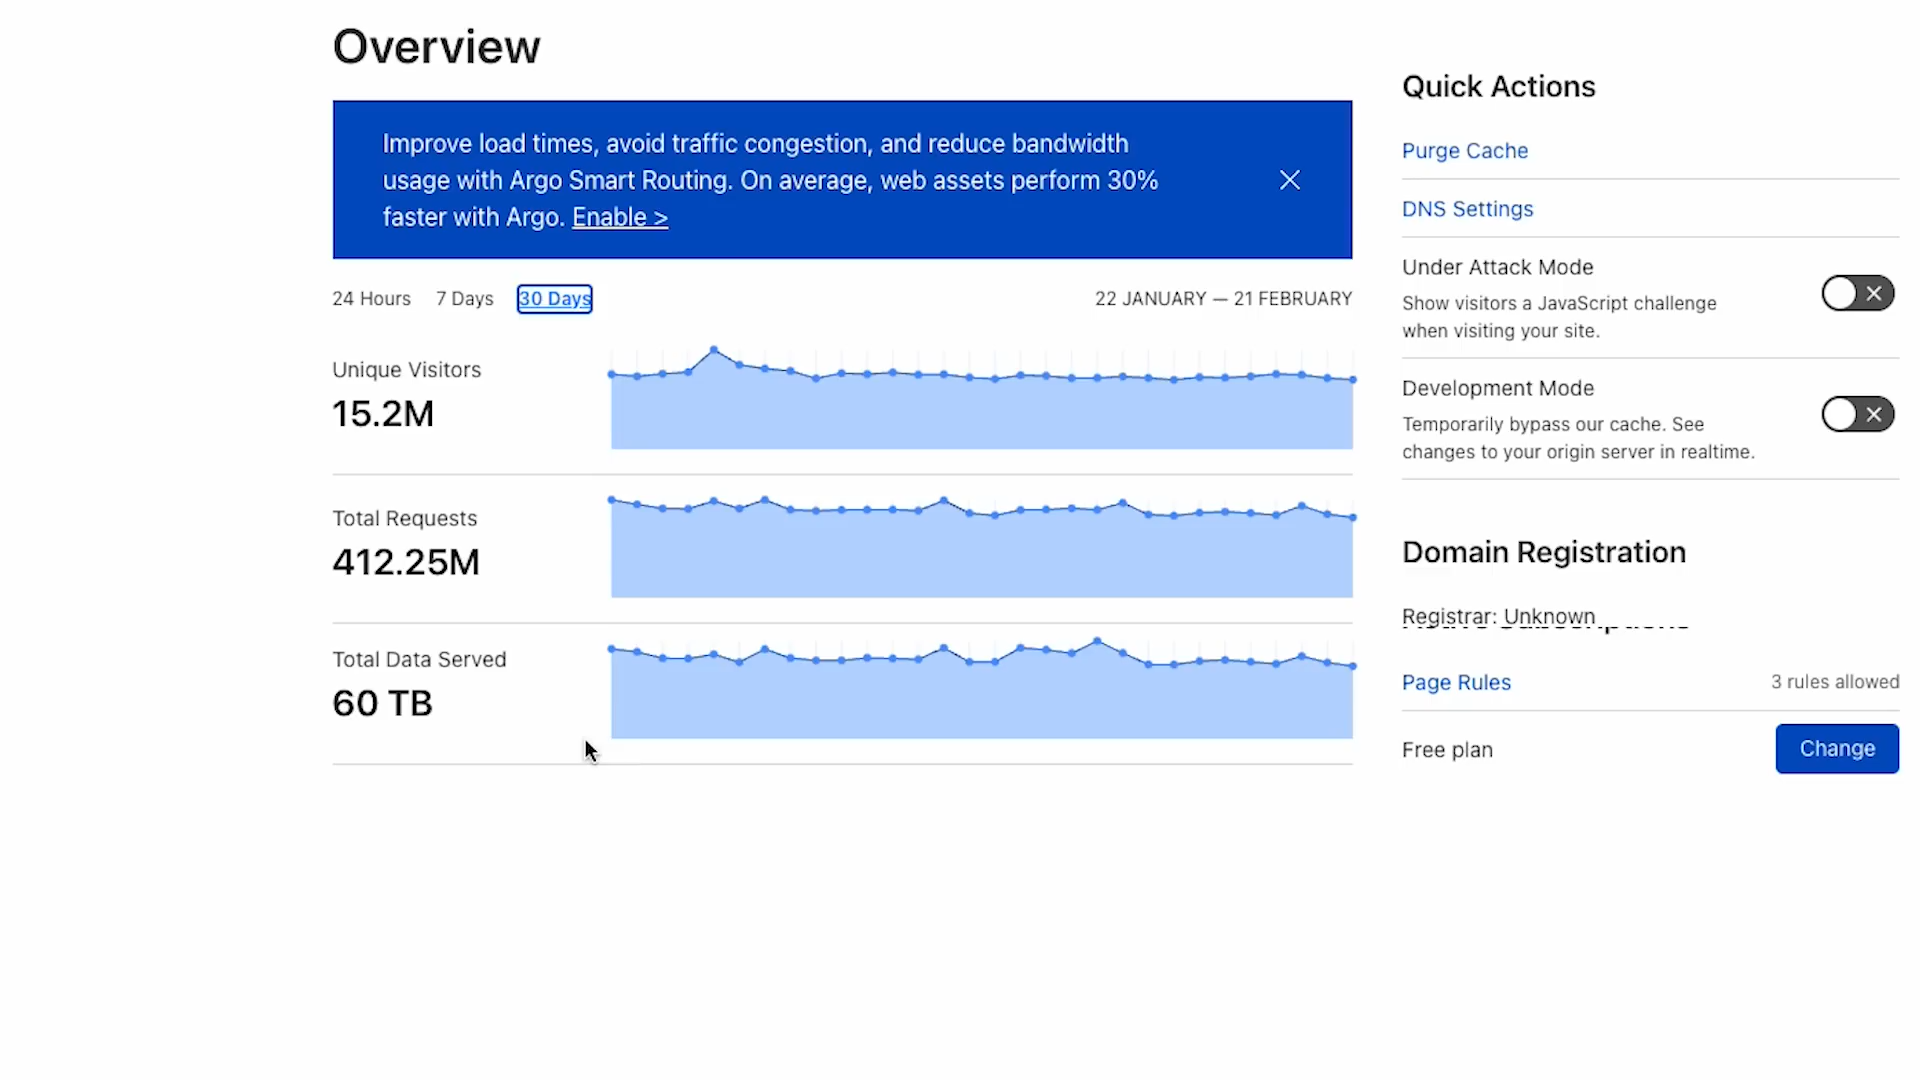 Overview
Improve load times, avoid traffic congestion, and reduce bandwidth
usage with Argo Smart Routing. On average, web assets perform 30%
faster with Argo. Enable >
24 Hours 7 Days 30 Days
22 JANUARY — 21 FEBRUARY
Unique Visitors
15.2M
Total Requests
412.25M
Total Data Served
60 TB
Quick Actions
Purge Cache
DNS Settings
Under Attack Mode
Show visitors a JavaScript challenge
when visiting your site.
Development Mode
Temporarily bypass our cache. See
changes to your origin server in realtime.
Domain Registration
Registrar: Unknown
Page Rules
3 rules allowed
Free plan
Change